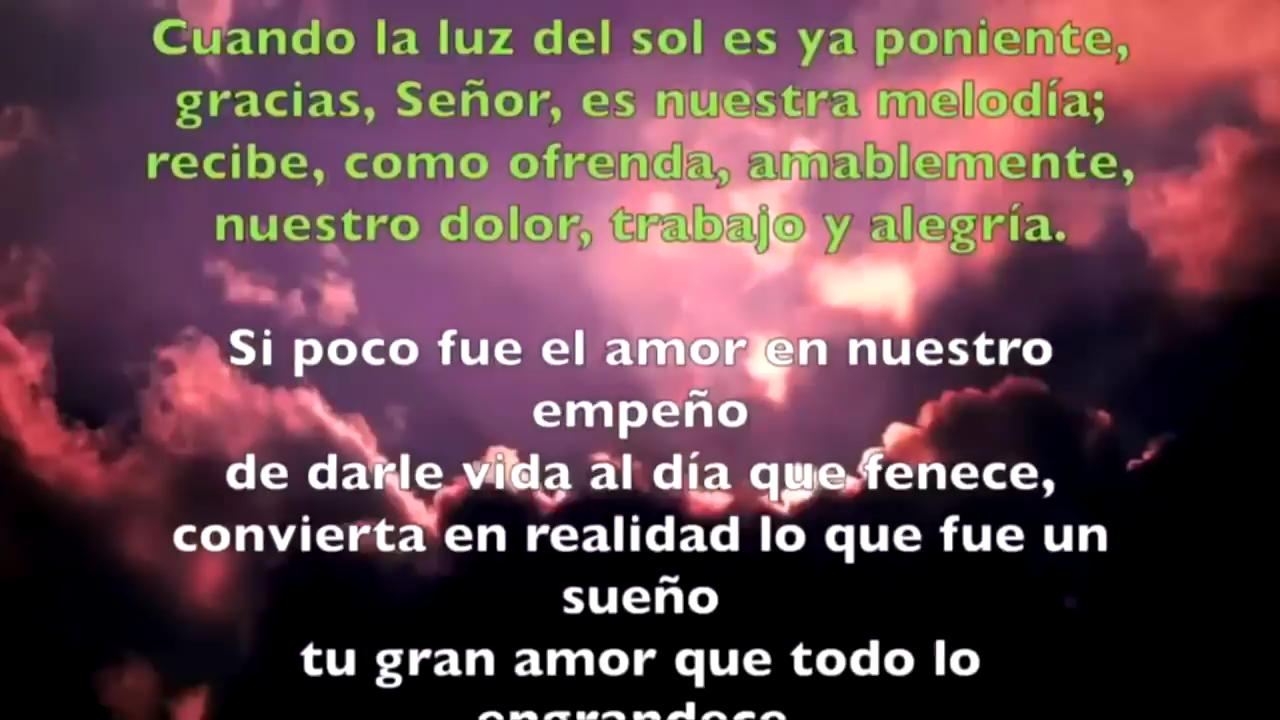 Cuando la luz del sol es ya poniente,
gracias, Señor, es nuestra melodía;
recibe, como ofrenda, amablemente,
nuestro dolor, trabajo y alegría.
Si poco fue el amor en nuestro
empeño
de darle vida al día que fenece,
convierta en realidad lo que fue un
sueño
tu gran amor que todo lo
engrandece.